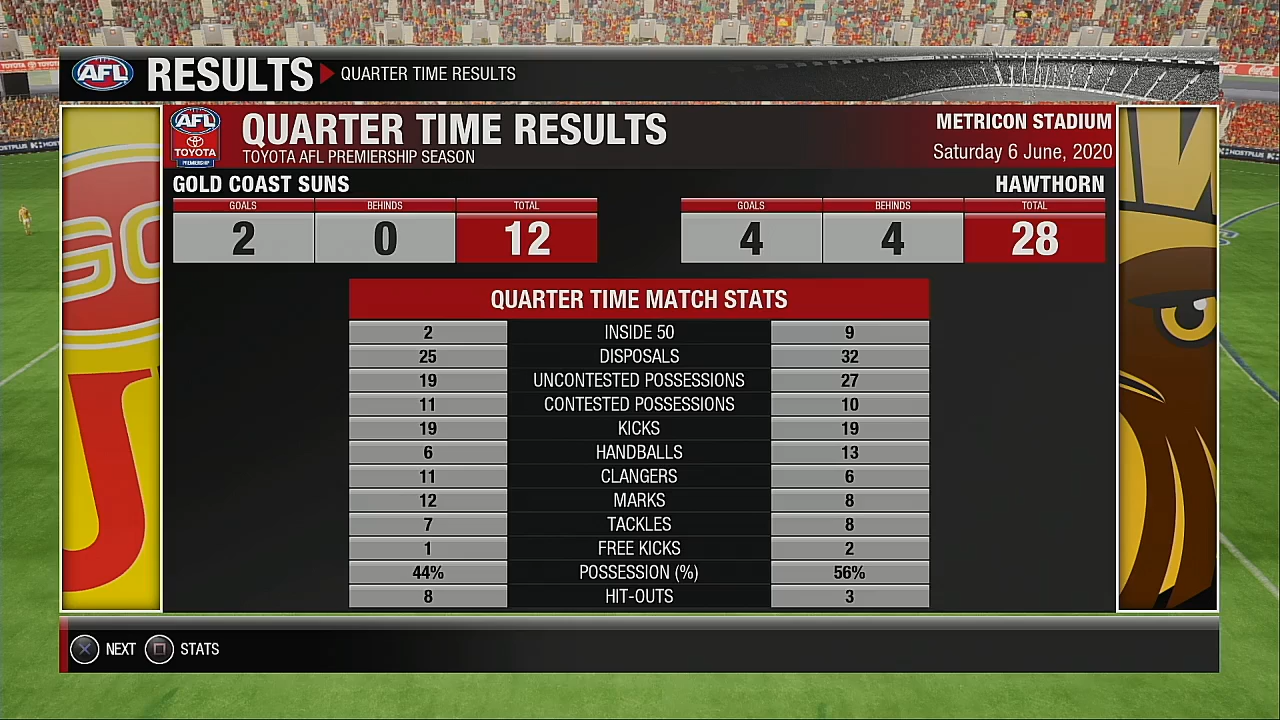 AFL RESULTS QUARTER TIME RESULTS
AFL
TOYOTA
PREMIERSHIP
QUARTER TIME RESULTS
TOYOTA AFL PREMIERSHIP SEASON
METRICON STADIUM
Saturday 6 June, 2020
GOLD COAST SUNS HAWTHORN
GOALS BEHINDS TOTAL GOALS BEHINDS TOTAL
2 0 12 4 4 28
QUARTER TIME MATCH STATS
2 INSIDE 50 9
25 DISPOSALS 32
19 UNCONTESTED POSSESSIONS 27
11 CONTESTED POSSESSIONS 10
19 KICKS 19
6 HANDBALLS 13
11 CLANGERS 6
12 MARKS 8
7 TACKLES 8
1 FREE KICKS 2
44% POSSESSION (%) 56%
8 HIT-OUTS 3
NEXT STATS